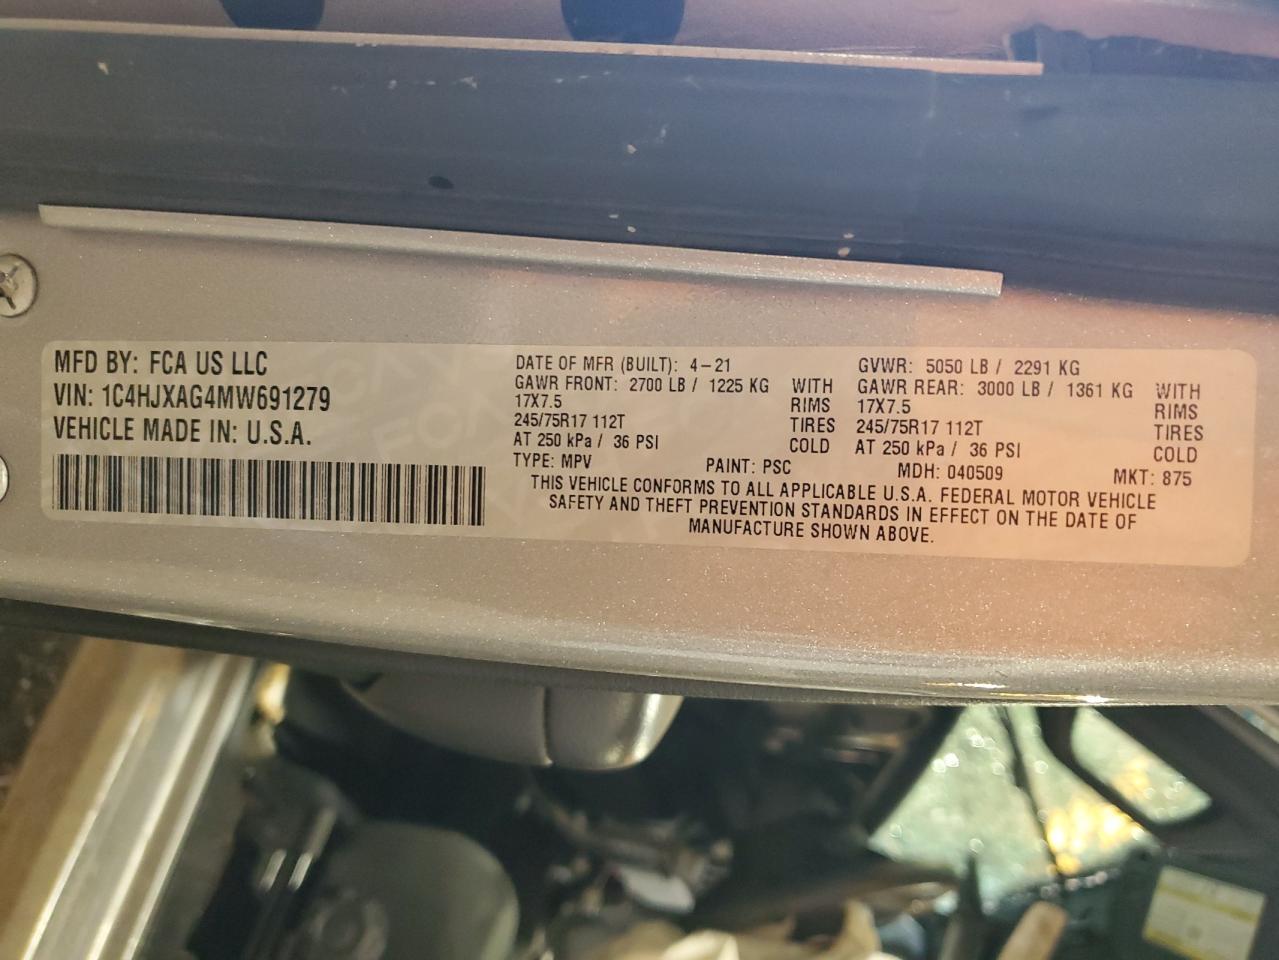 MFD BY: FCA US LLC
VIN: 1C4HJXAG4MW691279
VEHICLE MADE IN: U.S.A.
DATE OF MFR (BUILT): 4-21
GAWR FRONT: 2700 LB / 1225 KG WITH
17X7.5 RIMS
245/75R17 112T TIRES
AT 250 kPa / 36 PSI COLD
GVWR: 5050 LB / 2291 KG
GAWR REAR: 3000 LB / 1361 KG WITH
17X7.5 RIMS
245/75R17 112T TIRES
AT 250 kPa / 36 PSI COLD
TYPE: MPV PAINT: PSC MDH: 040509 MKT: 875
THIS VEHICLE CONFORMS TO ALL APPLICABLE U.S.A. FEDERAL MOTOR VEHICLE
SAFETY AND THEFT PREVENTION STANDARDS IN EFFECT ON THE DATE OF
MANUFACTURE SHOWN ABOVE.